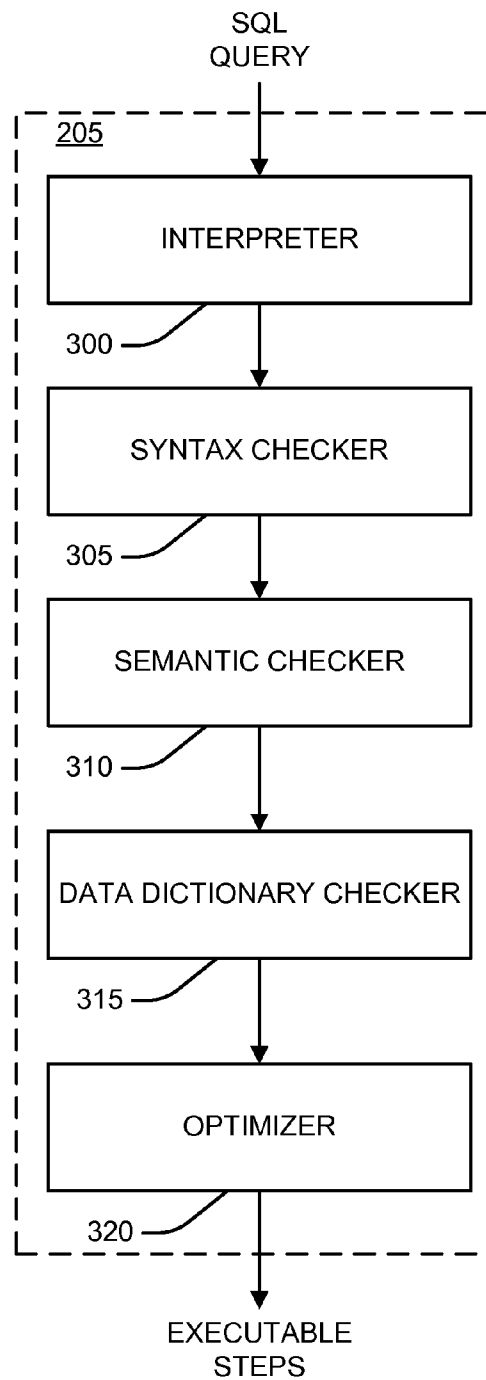 SQL
QUERY
205
INTERPRETER
300
SYNTAX CHECKER
305
SEMANTIC CHECKER
310
DATA DICTIONARY CHECKER
315
OPTIMIZER
320
EXECUTABLE
STEPS